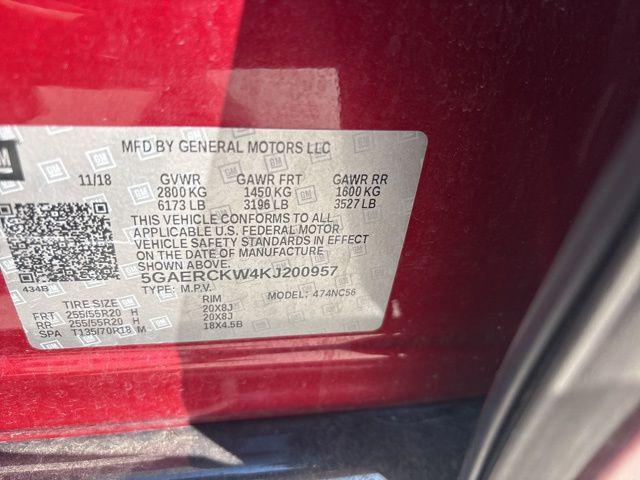 GM
MFD BY GENERAL MOTORS LLC
11/18 GVWR GAWR FRT GAWR RR
2800 KG 1450 KG 1600 KG
6173 LB 3196 LB 3527 LB
THIS VEHICLE CONFORMS TO ALL
APPLICABLE U.S. FEDERAL MOTOR
VEHICLE SAFETY STANDARDS IN EFFECT
ON THE DATE OF MANUFACTURE
434B 5GAERCKW4KJ200957
TYPE: M.P.V. MODEL: 474NC56
TIRE SIZE RIM
FRT 255/55R20 H 20X8J
RR 255/55R20 H 20X8J
SPA T135/70R18 M 18X4.5B